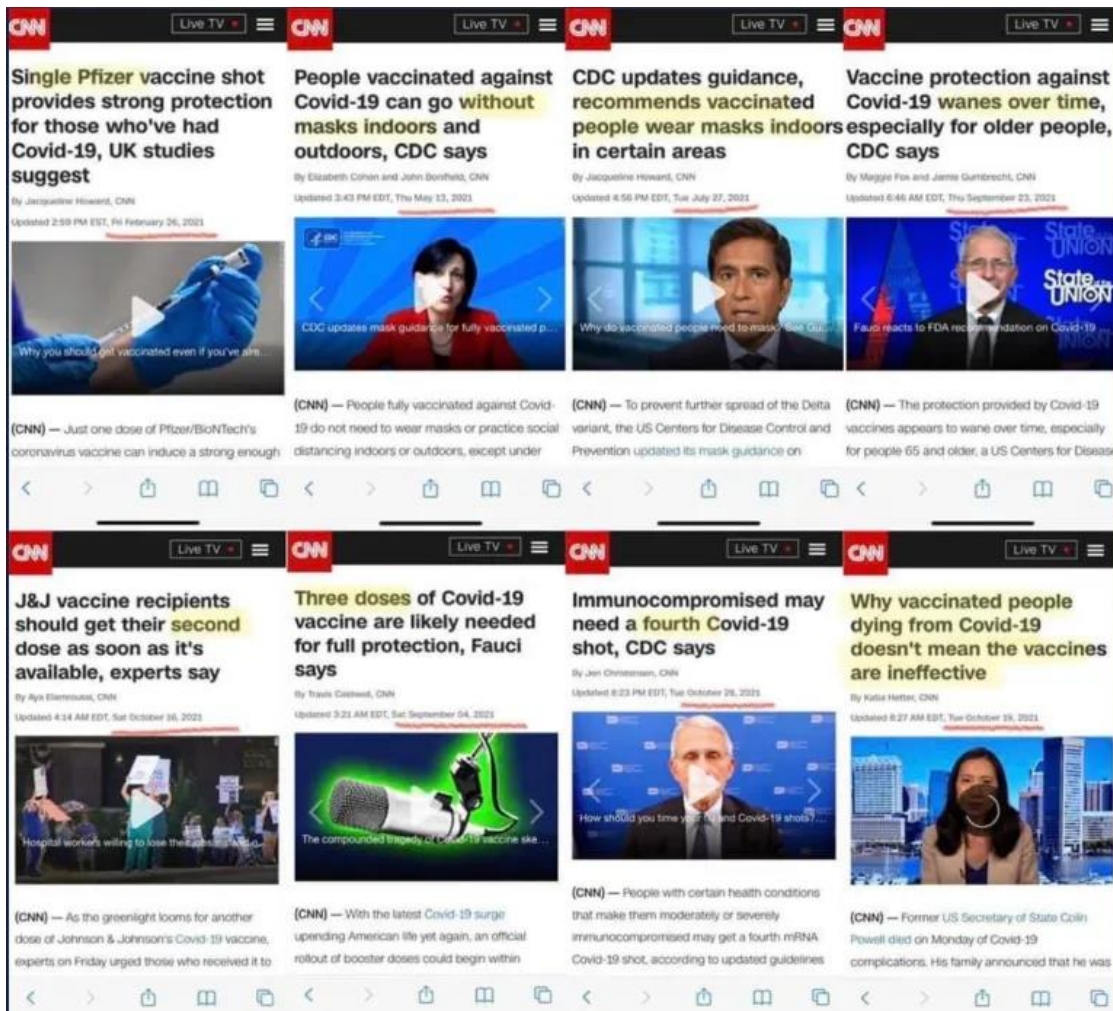 CNN
Live TV
Single Pfizer vaccine shot
provides strong protection
for those who've had
Covid-19, UK studies
suggest
By Jacqueline Howard, CNN
Updated 2:59 PM EST, Fri February 26, 2021
Why you should get vaccinated even if you've alre...
(CNN) — Just one dose of Pfizer/BioNTech's
coronavirus vaccine can induce a strong enough
CNN
Live TV
People vaccinated against
Covid-19 can go without
masks indoors and
outdoors, CDC says
By Elizabeth Cohen and John Bonifield, CNN
Updated 3:43 PM EDT, Thu May 13, 2021
CDC
CDC updates mask guidance for fully vaccinated p...
(CNN) — People fully vaccinated against Covid-
19 do not need to wear masks or practice social
distancing indoors or outdoors, except under
CNN
Live TV
CDC updates guidance,
recommends vaccinated
people wear masks indoors
in certain areas
By Jacqueline Howard, CNN
Updated 4:56 PM EDT, Tue July 27, 2021
Why do vaccinated people need to mask? See Gu...
(CNN) — To prevent further spread of the Delta
variant, the US Centers for Disease Control and
Prevention updated its mask guidance on
CNN
Live TV
Vaccine protection against
Covid-19 wanes over time,
especially for older people,
CDC says
By Maggie Fox and Jamie Gumbrecht, CNN
Updated 6:46 AM EDT, Thu September 23, 2021
State
UNION
State of the
UNION
Fauci reacts to FDA recommendation on Covid-19
(CNN) — The protection provided by Covid-19
vaccines appears to wane over time, especially
for people 65 and older, a US Centers for Disease
CNN
Live TV
J&J vaccine recipients
should get their second
dose as soon as it's
available, experts say
By Aya Elamroussi, CNN
Updated 4:14 AM EDT, Sat October 16, 2021
Hospital workers willing to lose their jobs
(CNN) — As the greenlight looms for another
dose of Johnson & Johnson's Covid-19 vaccine,
experts on Friday urged those who received it to
CNN
Live TV
Three doses of Covid-19
vaccine are likely needed
for full protection, Fauci
says
By Travis Caldwell, CNN
Updated 3:21 AM EDT, Sat September 04, 2021
The compounded tragedy of Covid-19 vaccine ske...
(CNN) — With the latest Covid-19 surge
upending American life yet again, an official
rollout of booster doses could begin within
CNN
Live TV
Immunocompromised may
need a fourth Covid-19
shot, CDC says
By Jen Christensen, CNN
Updated 8:23 PM EDT, Tue October 26, 2021
How should you time your flu and Covid-19 shots?
(CNN) — People with certain health conditions
that make them moderately or severely
immunocompromised may get a fourth mRNA
Covid-19 shot, according to updated guidelines
CNN
Live TV
Why vaccinated people
dying from Covid-19
doesn't mean the vaccines
are ineffective
By Katia Hetter, CNN
Updated 8:27 AM EDT, Tue October 19, 2021
(CNN) — Former US Secretary of State Colin
Powell died on Monday of Covid-19
complications. His family announced that he was